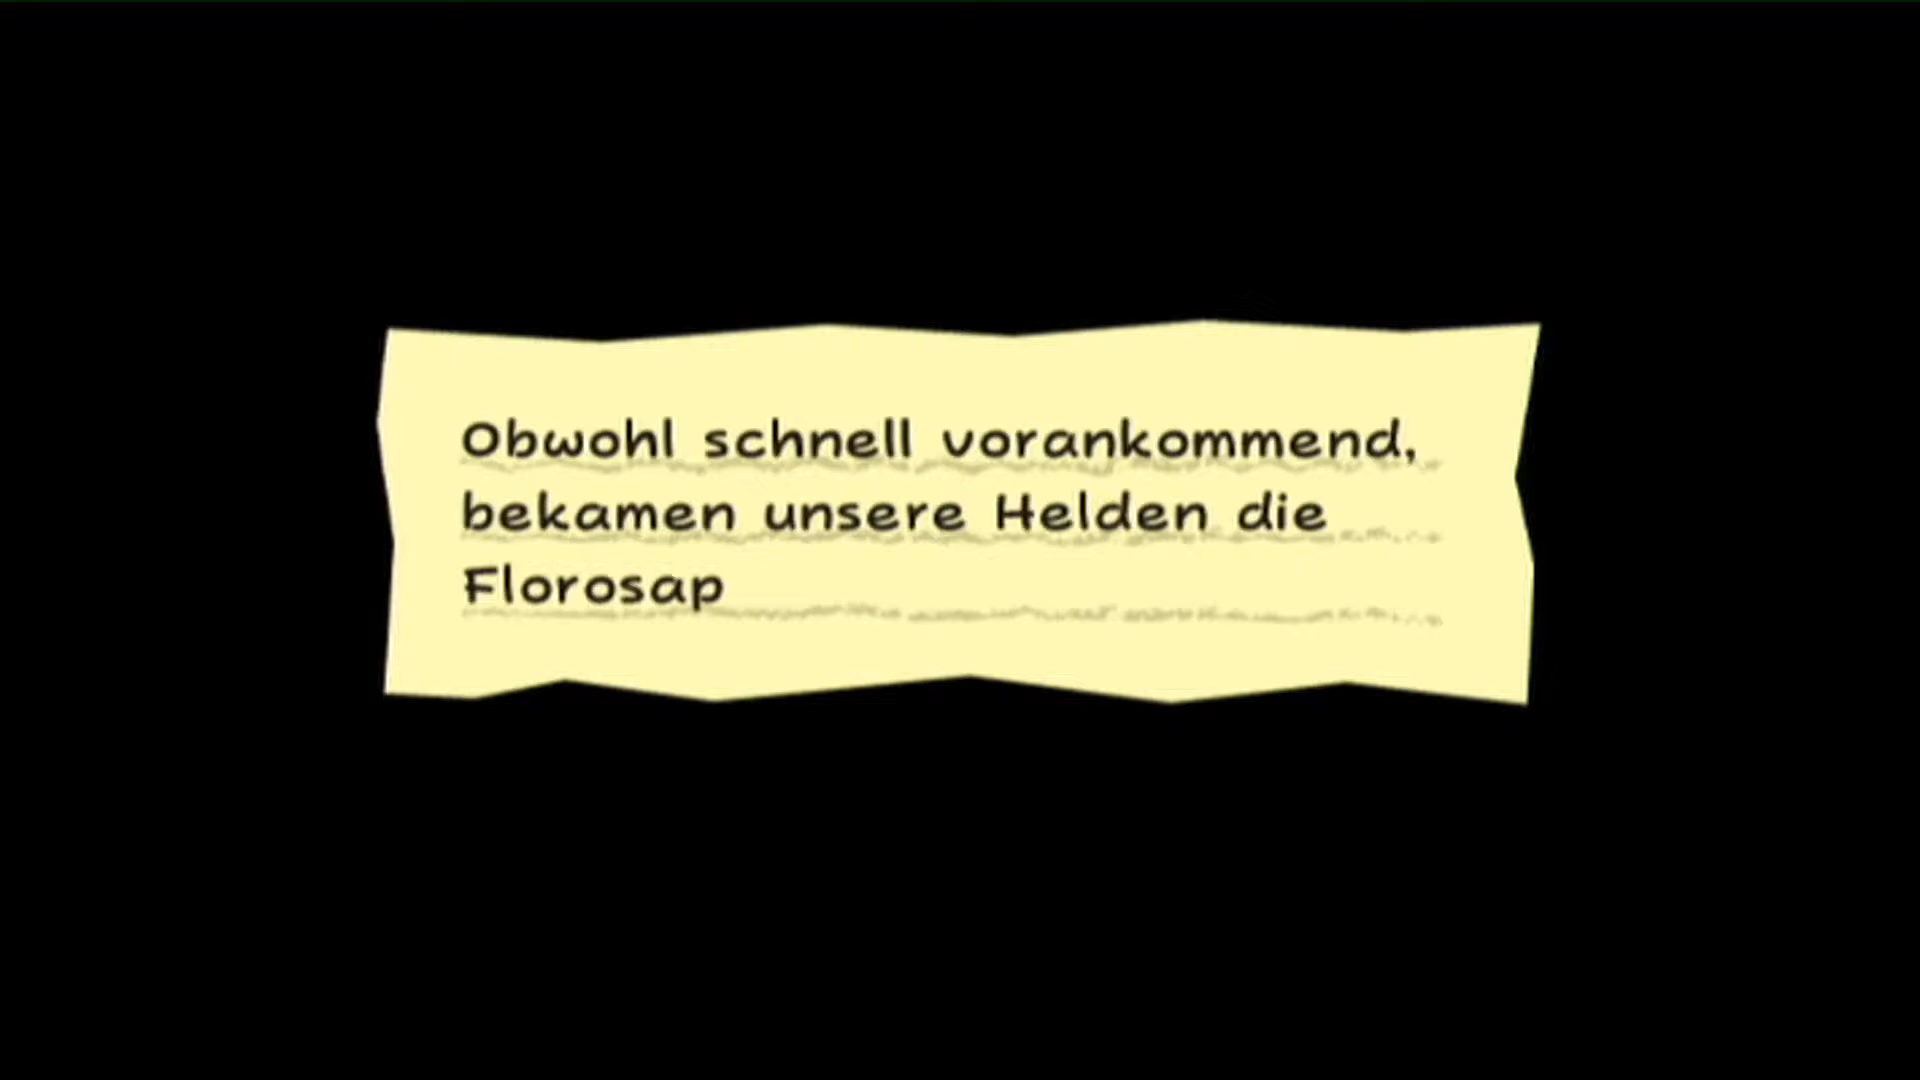 Obwohl schnell vorankommend,
bekamen unsere Helden die
Florosap